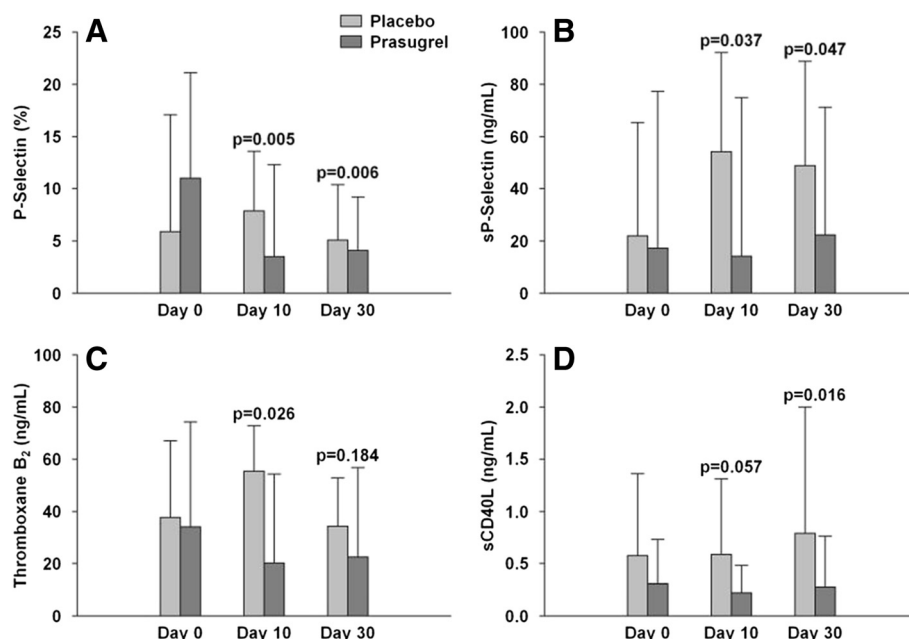 A
Placebo
Prasugrel
P-Selectin (%)
25
20
15
10
5
0
p=0.005
p=0.006
Day 0 Day 10 Day 30
B
sP-Selectin (ng/mL)
100
80
60
40
20
0
p=0.037
p=0.047
Day 0 Day 10 Day 30
C
Thromboxane B₂ (ng/mL)
100
80
60
40
20
0
p=0.026
p=0.184
Day 0 Day 10 Day 30
D
sCD40L (ng/mL)
2.5
2.0
1.5
1.0
0.5
0.0
p=0.057
p=0.016
Day 0 Day 10 Day 30